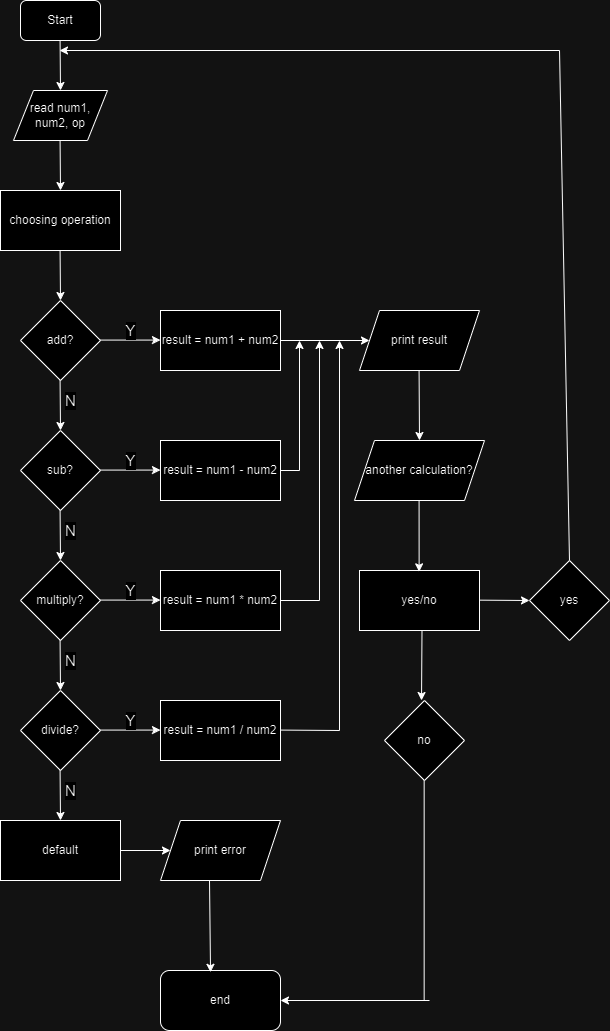 Start
read num1,
num2, op
choosing operation
add?
Y
result = num1 + num2
print result
N
sub?
Y
result = num1 - num2
another calculation?
N
multiply?
Y
result = num1 * num2
yes/no
yes
N
divide?
Y
result = num1 / num2
no
N
default
print error
end